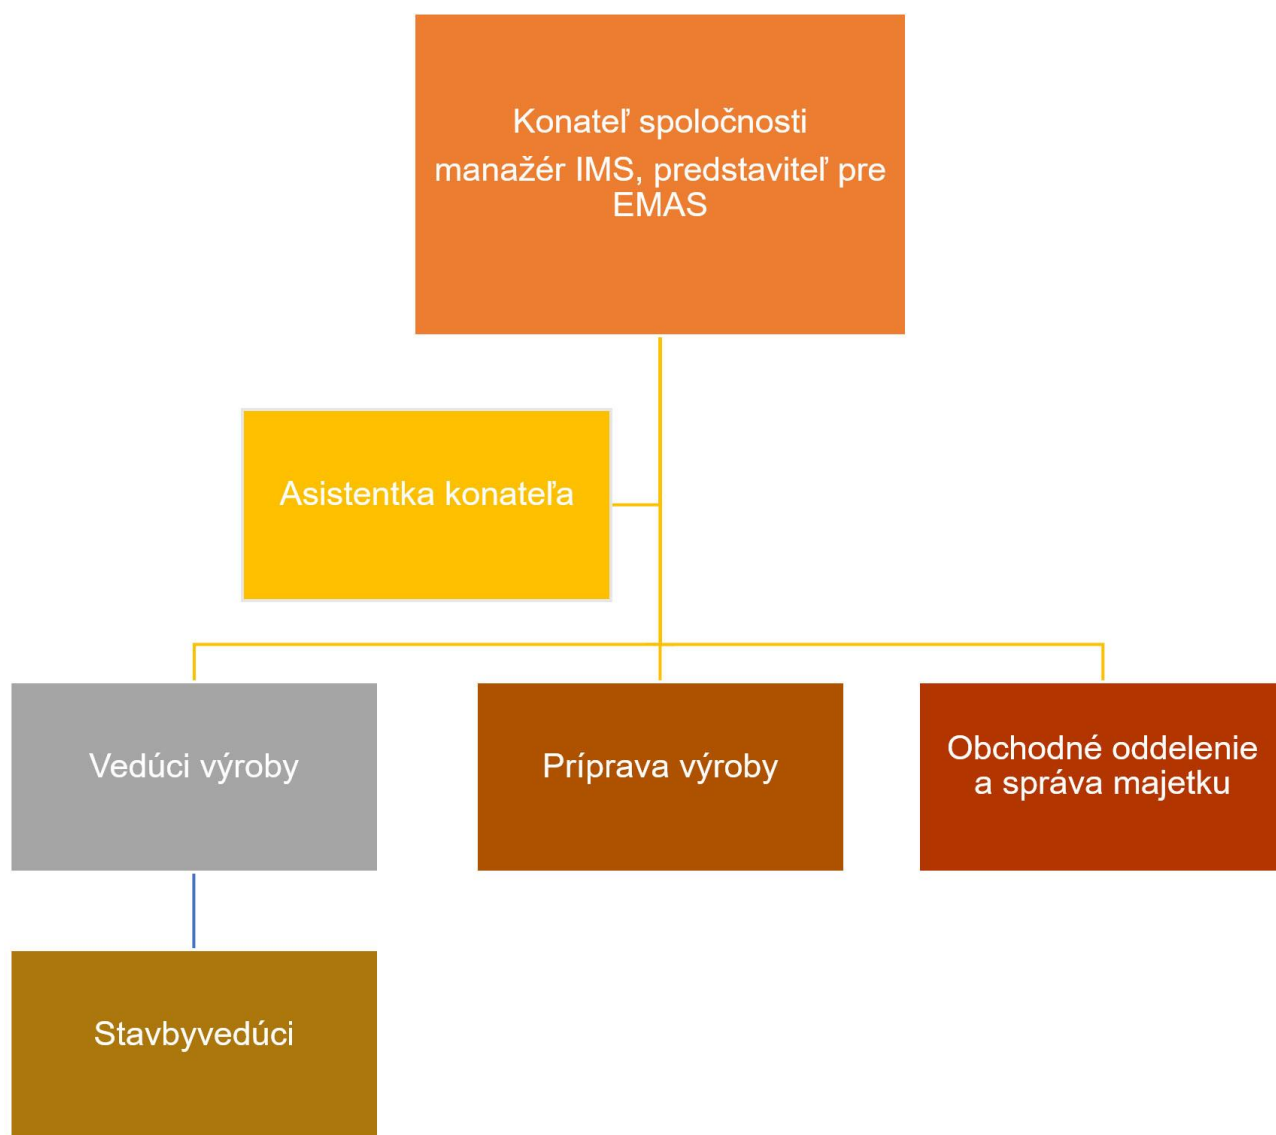 Konateľ spoločnosti
manažér IMS, predstaviteľ pre
EMAS
Asistentka konateľa
Vedúci výroby
Príprava výroby
Obchodné oddelenie
a správa majetku
Stavbyvedúci